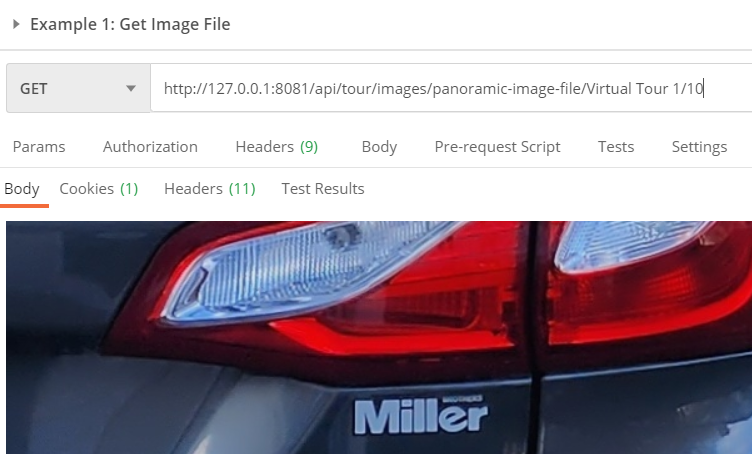 Example 1: Get Image File
GET http://127.0.0.1:8081/api/tour/images/panoramic-image-file/Virtual Tour 1/10
Params Authorization Headers (9) Body Pre-request Script Tests Settings
Body Cookies (1) Headers (11) Test Results
BROTHERS
Miller